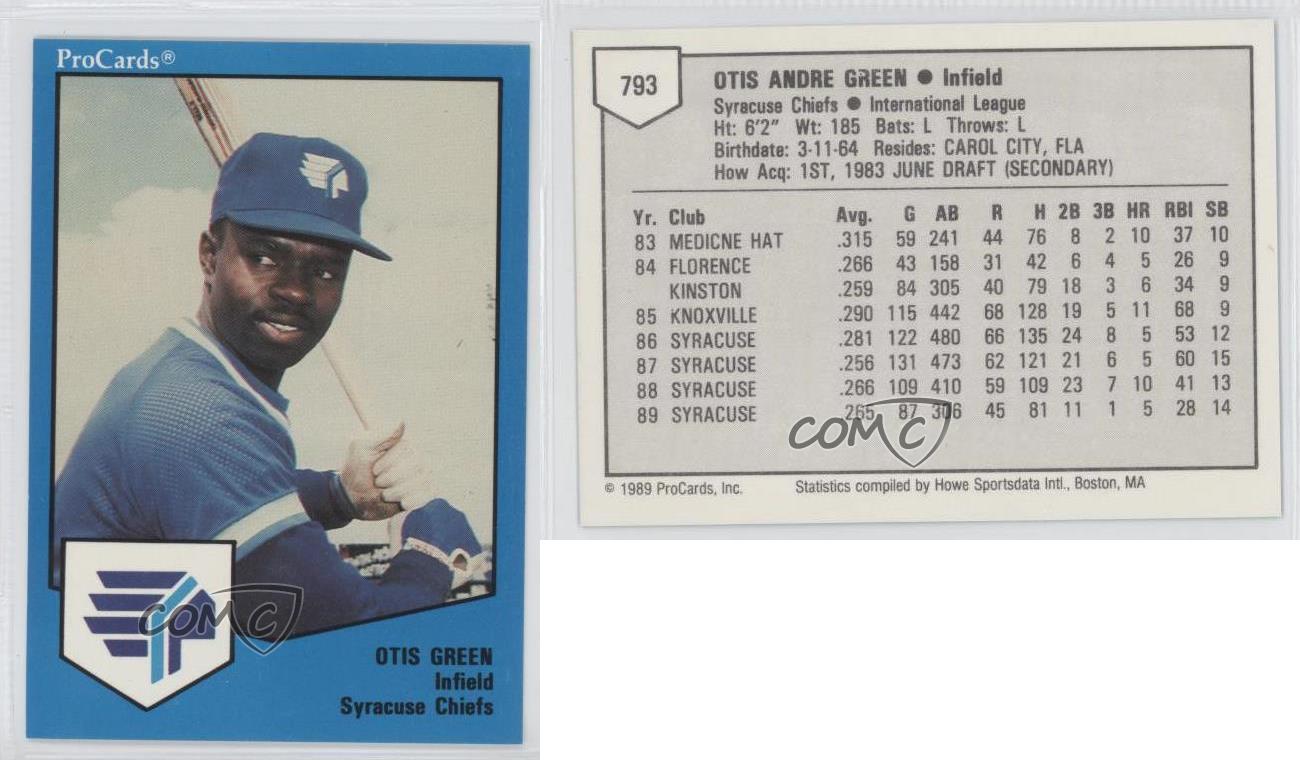 ProCards®
OTIS GREEN
Infield
Syracuse Chiefs
COMC
793
OTIS ANDRE GREEN ● Infield
Syracuse Chiefs ● International League
Ht: 6'2" Wt: 185 Bats: L Throws: L
Birthdate: 3-11-64 Resides: CAROL CITY, FLA
How Acq: 1ST, 1983 JUNE DRAFT (SECONDARY)
Yr. Club Avg. G AB R H 2B 3B HR RBI SB
83 MEDICNE HAT .315 59 241 44 76 8 2 10 37 10
84 FLORENCE .266 43 158 31 42 6 4 5 26 9
KINSTON .259 84 305 40 79 18 3 6 34 9
85 KNOXVILLE .290 115 442 68 128 19 5 11 68 9
86 SYRACUSE .281 122 480 66 135 24 8 5 53 12
87 SYRACUSE .256 131 473 62 121 21 6 5 60 15
88 SYRACUSE .266 109 410 59 109 23 7 10 41 13
89 SYRACUSE .265 87 306 45 81 11 1 5 28 14
COMC
© 1989 ProCards, Inc. Statistics compiled by Howe Sportsdata Intl., Boston, MA